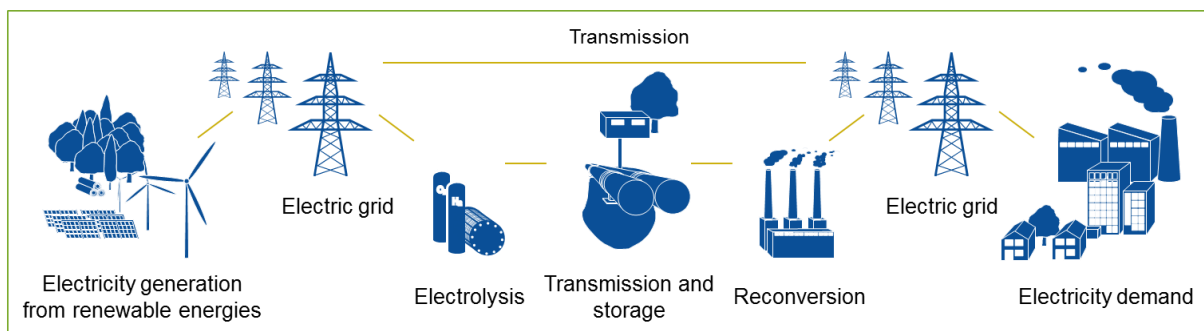 Transmission
Electric grid
Electric grid
Electricity generation
from renewable energies
Electrolysis
Transmission and
storage
Reconversion
Electricity demand